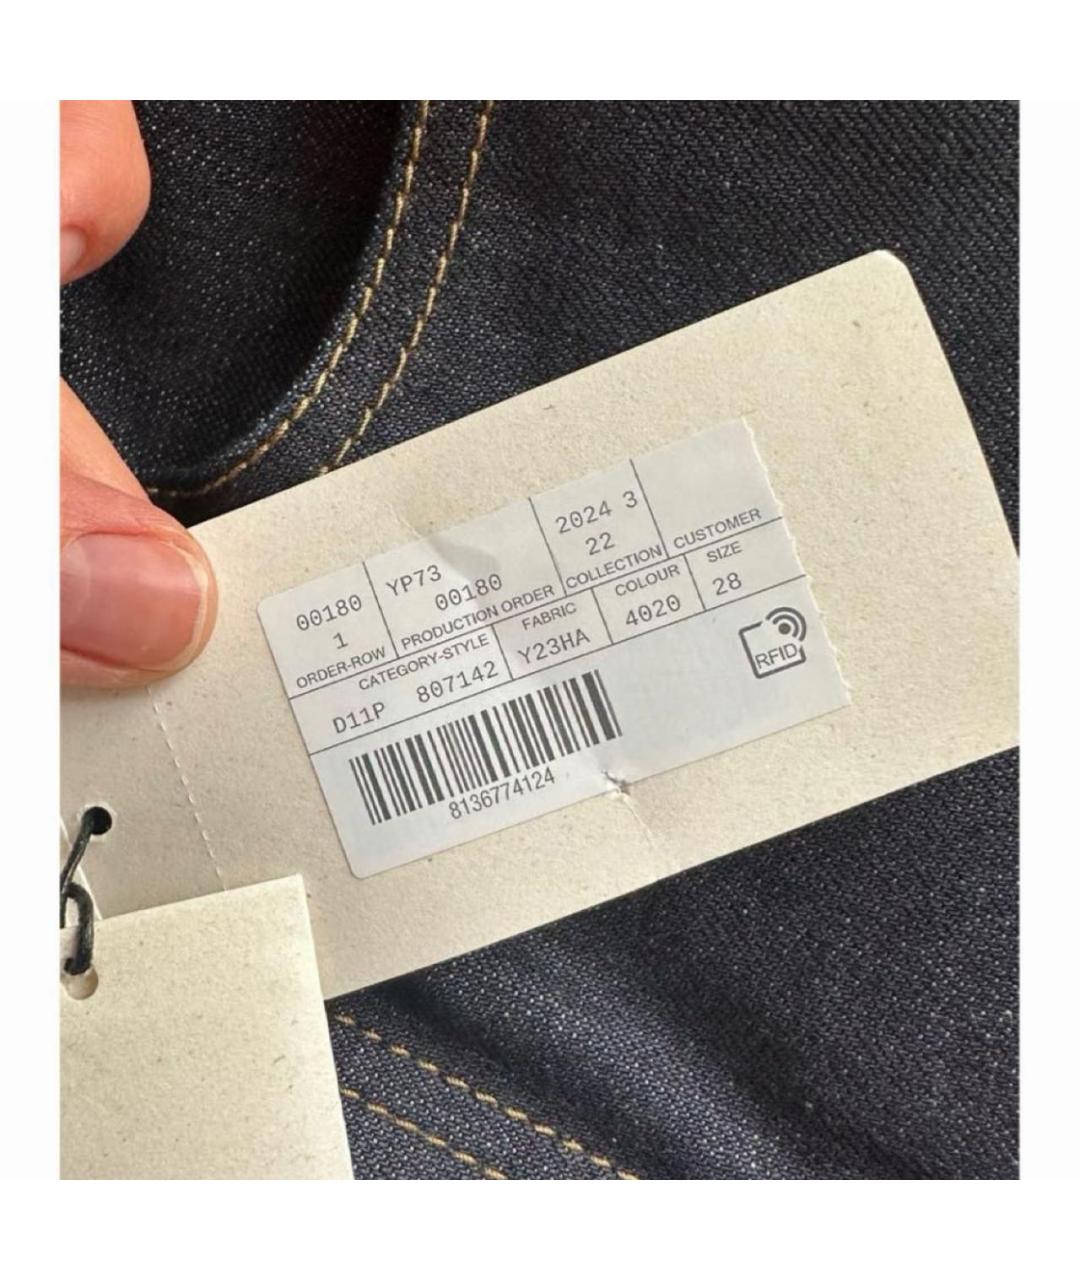 00180
1
ORDER-ROW
YP73
00180
PRODUCTION ORDER
2024 3
22
COLLECTION
CUSTOMER
CATEGORY-STYLE
D11P 807142
FABRIC
Y23HA
COLOUR
4020
SIZE
28
8136774124
RFID